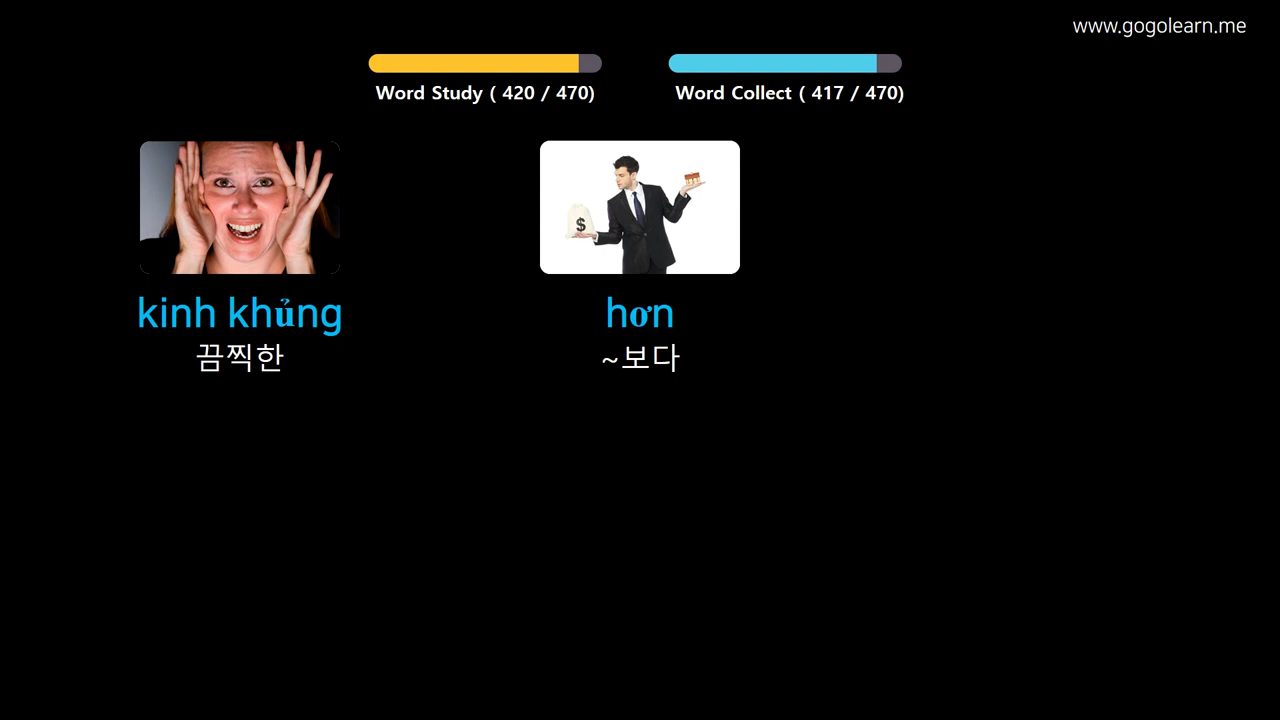 www.gogolearn.me
Word Study ( 420 / 470)
Word Collect ( 417 / 470)
$
kinh khủng
끔찍한
hơn
~보다